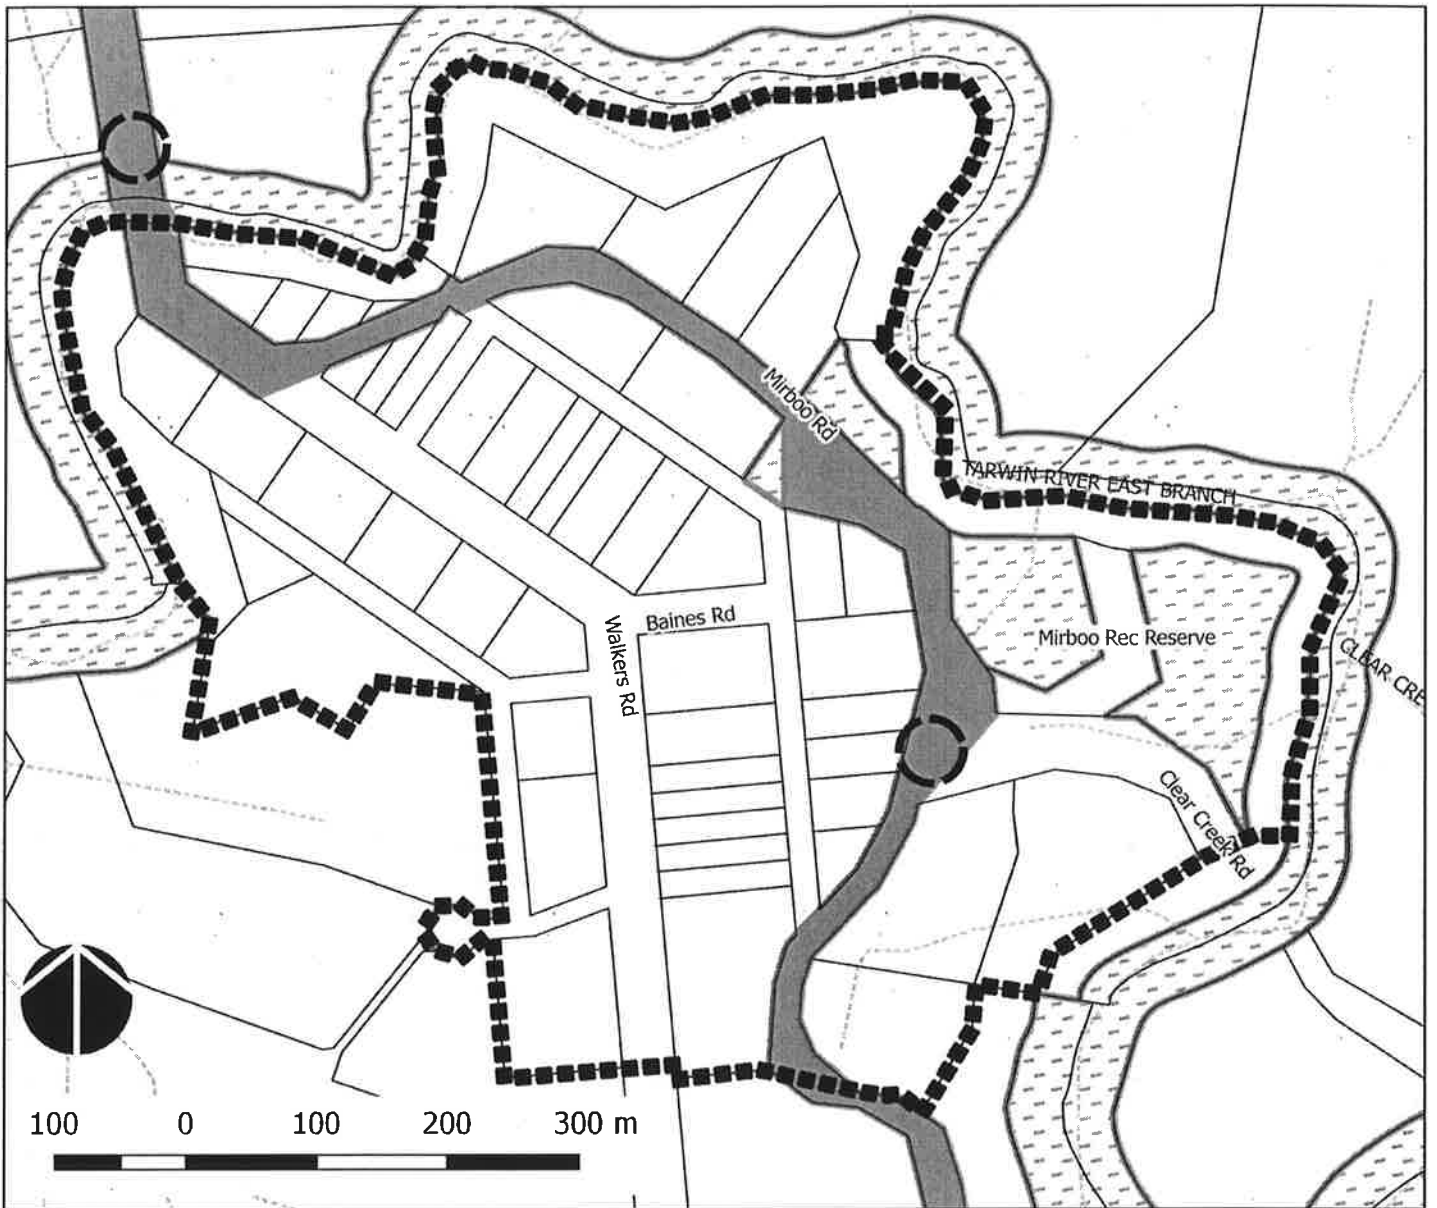 Mirboo Rd
TARWIN RIVER EAST BRANCH
Baines Rd
Walkers Rd
Mirboo Rec Reserve
CLEAR CRE
Clear Creek Rd
100 0 100 200 300 m